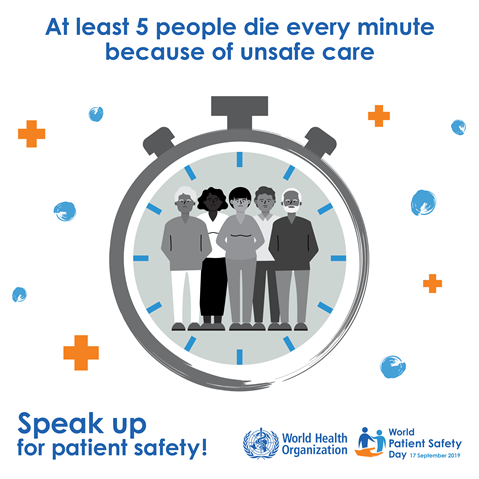 At least 5 people die every minute
because of unsafe care
Speak up
for patient safety!
World Health
Organization
World
Patient Safety
Day 17 September 2019